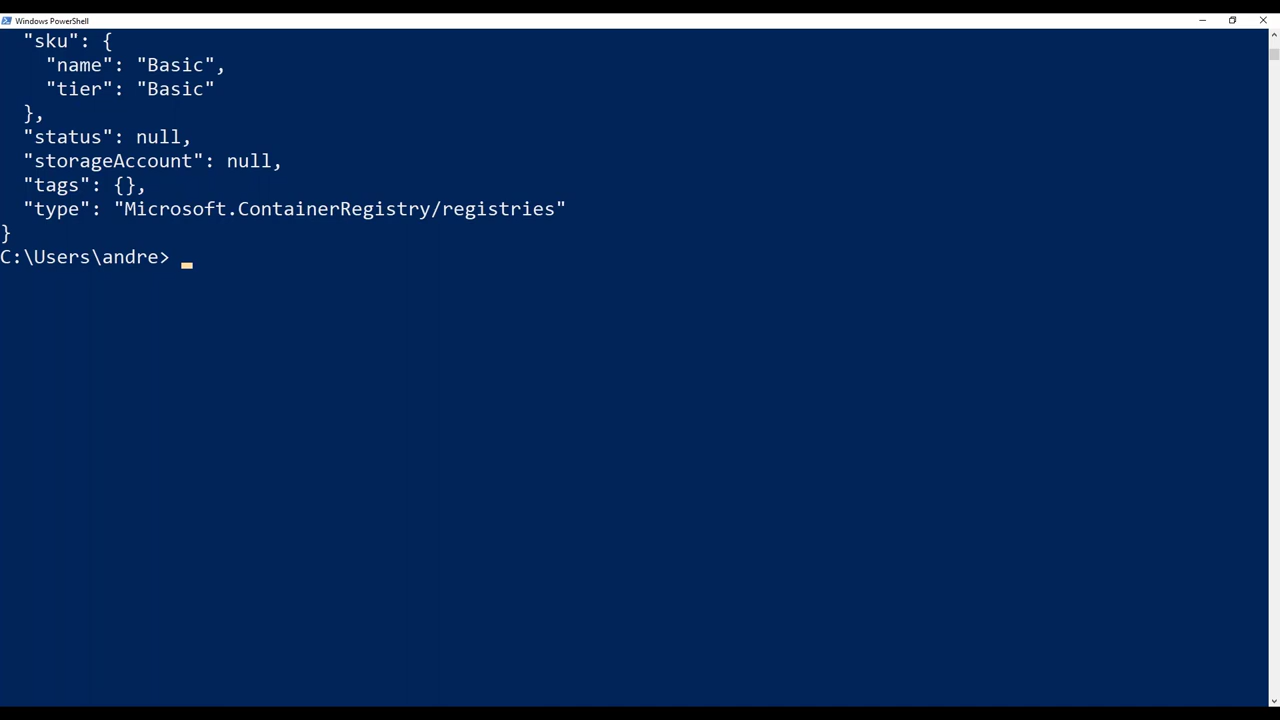 Windows PowerShell
"sku": {
"name": "Basic",
"tier": "Basic"
},
"status": null,
"storageAccount": null,
"tags": {},
"type": "Microsoft.ContainerRegistry/registries"
}
C:\Users\andre>